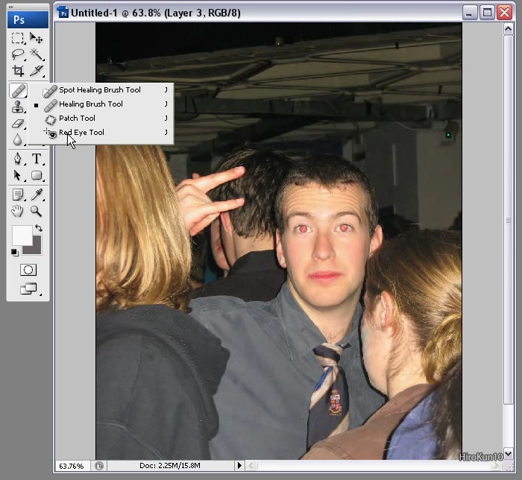 Ps
Untitled-1 @ 63.8% (Layer 3, RGB/8)
Spot Healing Brush Tool J
Healing Brush Tool J
Patch Tool J
Red Eye Tool J
T
63.76%
Doc: 2.25M/15.8M
HiroKun10